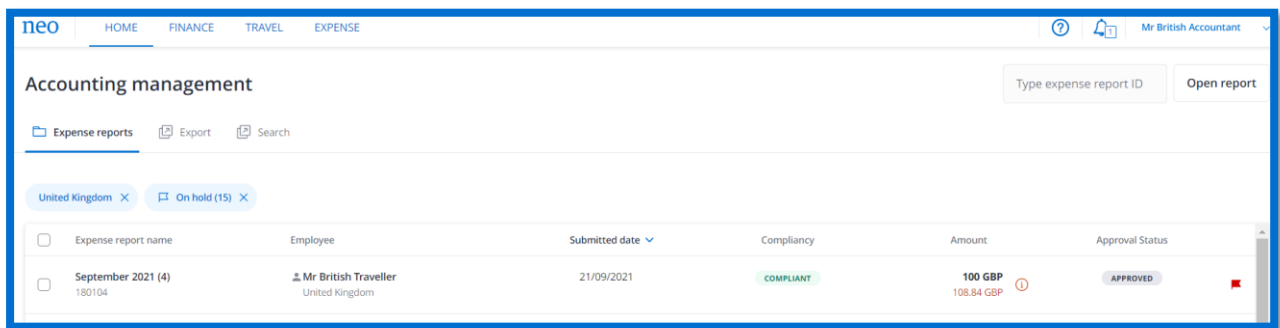 neo HOME FINANCE TRAVEL EXPENSE 1 Mr British Accountant
Accounting management Type expense report ID Open report
Expense reports Export Search
United Kingdom On hold (15)
Expense report name Employee Submitted date Compliancy Amount Approval Status
September 2021 (4) Mr British Traveller 21/09/2021 COMPLIANT 100 GBP APPROVED
180104 United Kingdom 108.84 GBP